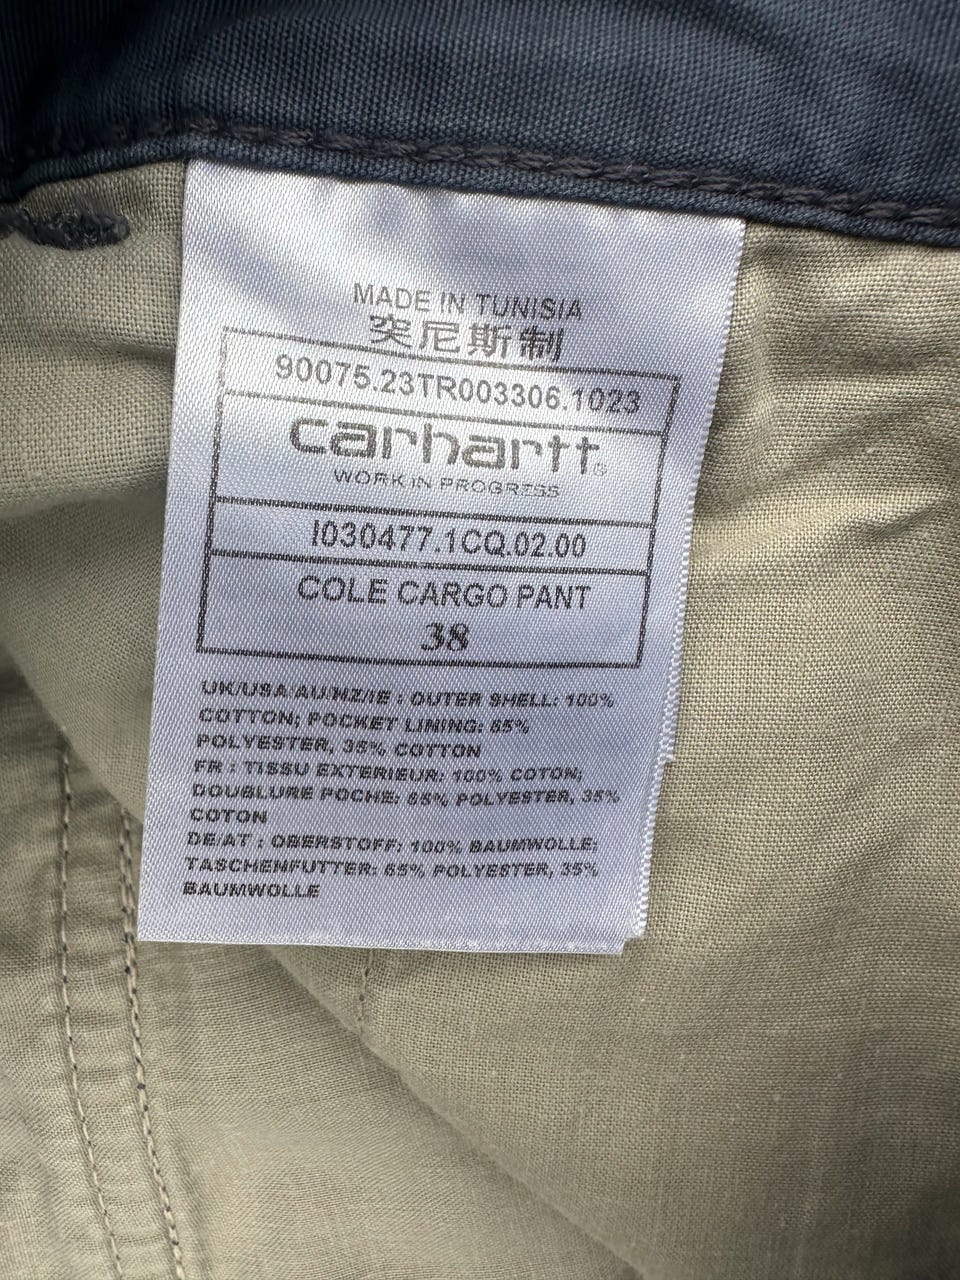 MADE IN TUNISIA
突尼斯制
90075.23TR003306.1023
carhartt®
WORK IN PROGRESS
I030477.1CQ.02.00
COLE CARGO PANT
38
UK/USA/AU/NZ/IE : OUTER SHELL: 100%
COTTON; POCKET LINING: 65%
POLYESTER, 35% COTTON
FR : TISSU EXTERIEUR: 100% COTON;
DOUBLURE POCHE: 65% POLYESTER, 35%
COTON
DE/AT : OBERSTOFF: 100% BAUMWOLLE;
TASCHENFUTTER: 65% POLYESTER, 35%
BAUMWOLLE